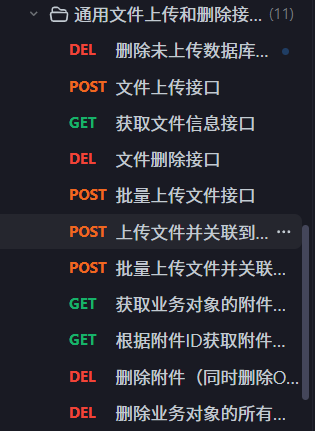 通用文件上传和删除接... (11)
DEL 删除未上传数据库...
POST 文件上传接口
GET 获取文件信息接口
DEL 文件删除接口
POST 批量上传文件接口
POST 上传文件并关联到... ···
POST 批量上传文件并关联...
GET 获取业务对象的附件...
GET 根据附件ID获取附件...
DEL 删除附件（同时删除O...
DEL 删除业务对象的所有...